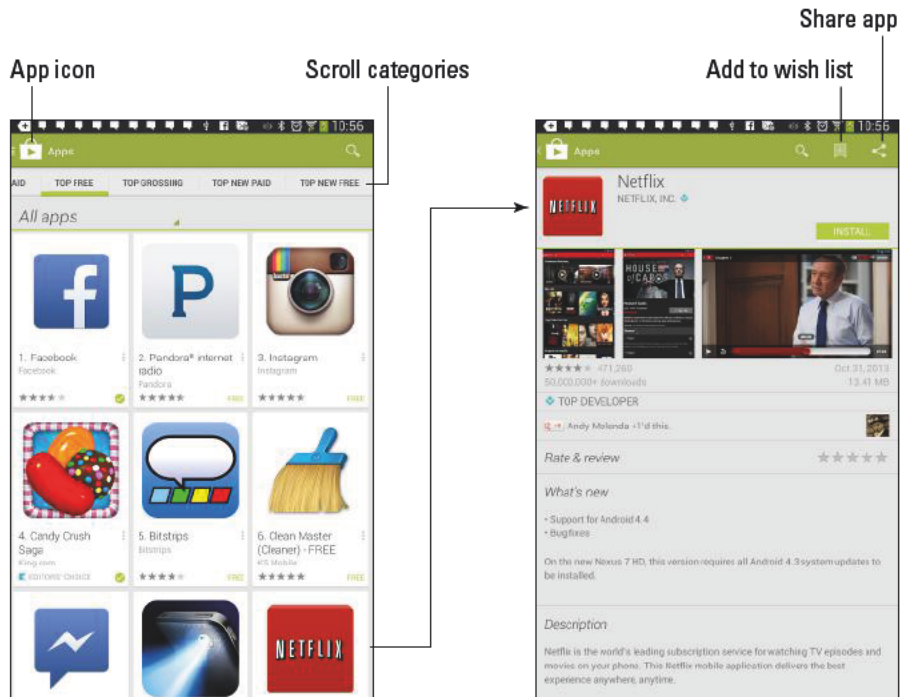 Share app
App icon
Scroll categories
Add to wish list
10:56
Apps
AID TOP FREE TOP GROSSING TOP NEW PAID TOP NEW FREE
All apps
1. Facebook
Facebook
2. Pandora® internet
radio
Pandora
FREE
3. Instagram
Instagram
FREE
4. Candy Crush
Saga
King.com
EDITORS' CHOICE
5. Bitstrips
Bitstrips
FREE
6. Clean Master
(Cleaner) - FREE
KS Mobile
FREE
NETFLIX
10:56
Apps
NETFLIX
Netflix
NETFLIX, INC.
INSTALL
HOUSE
of CARDS
471,260
Oct 31, 2013
50,000,000+ downloads
13.41 MB
TOP DEVELOPER
Andy Molenda +1'd this.
Rate & review
What's new
• Support for Android 4.4
• Bugfixes
On the new Nexus 7 HD, this version requires all Android 4.3 system updates to
be installed.
Description
Netflix is the world's leading subscription service for watching TV episodes and
movies on your phone. This Netflix mobile application delivers the best
experience anywhere, anytime.